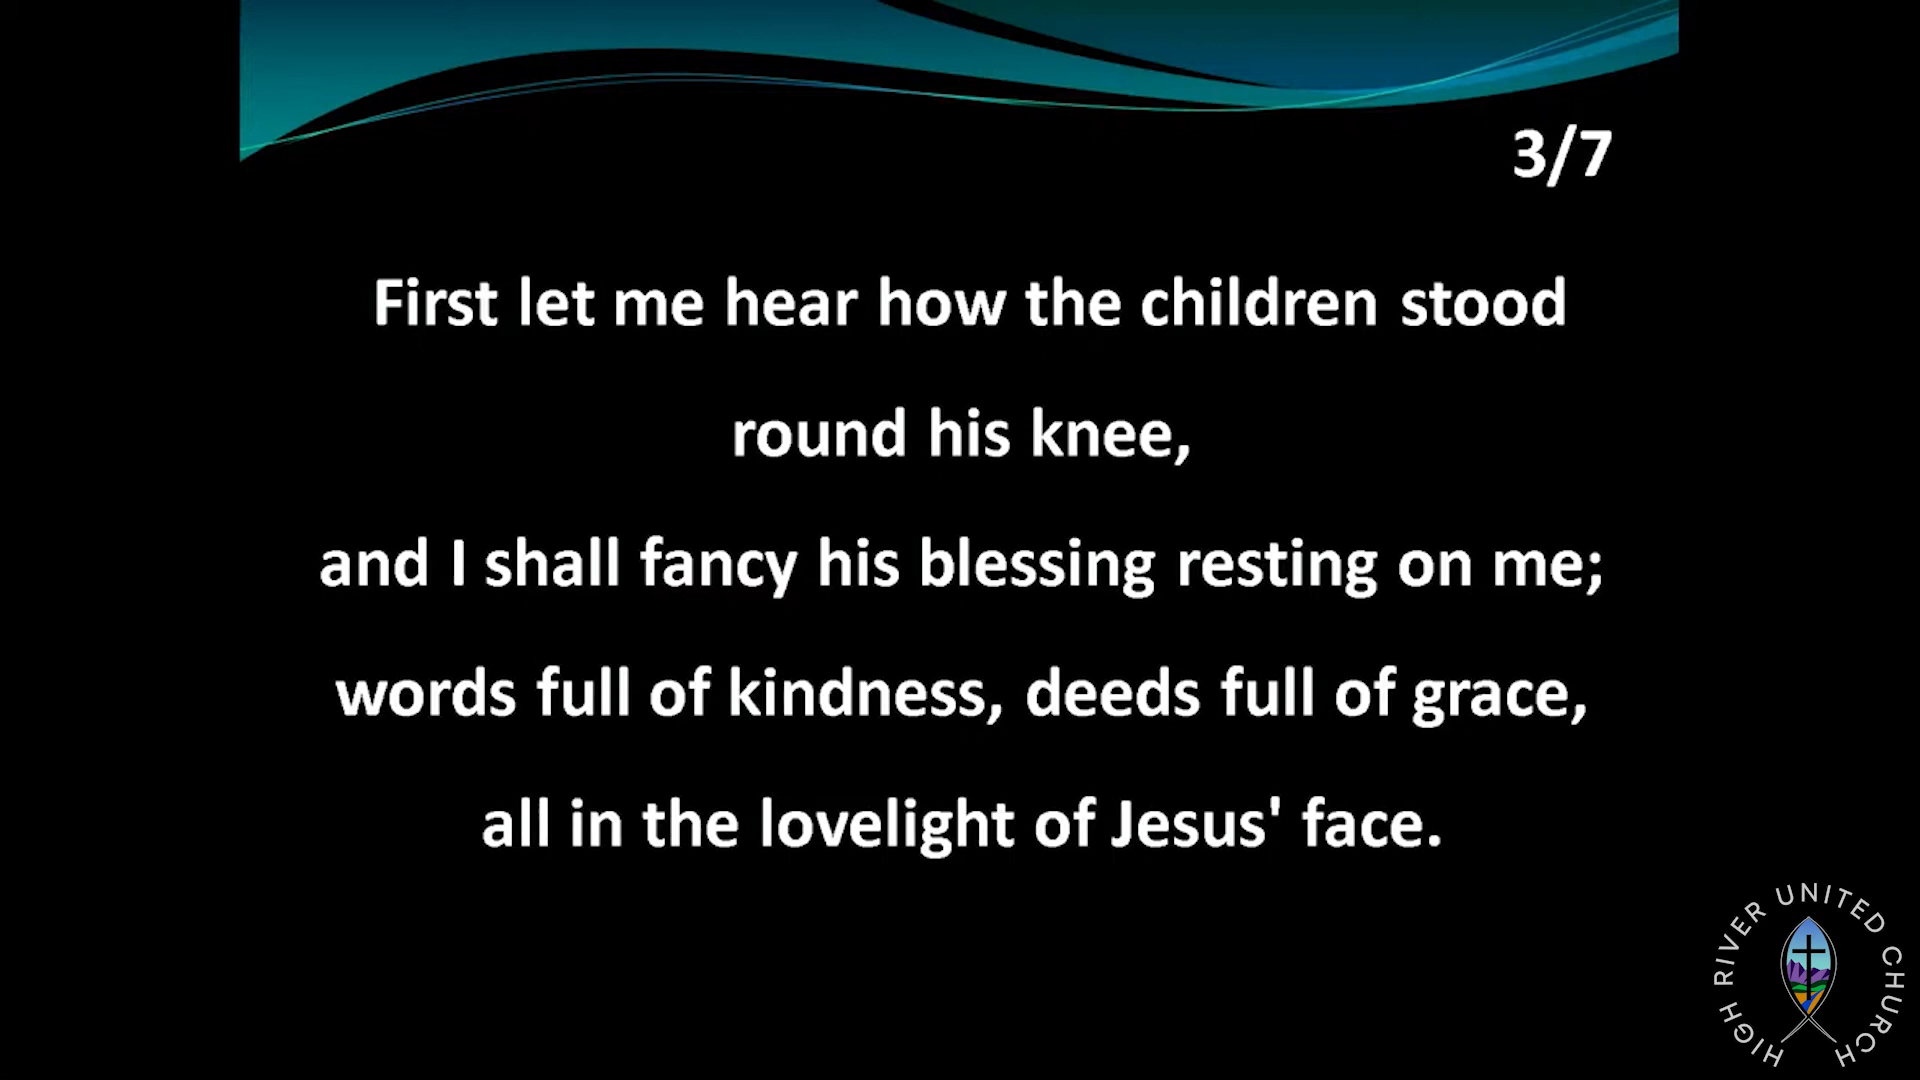 3/7
First let me hear how the children stood
round his knee,
and I shall fancy his blessing resting on me;
words full of kindness, deeds full of grace,
all in the lovelight of Jesus' face.
HIGH RIVER UNITED CHURCH